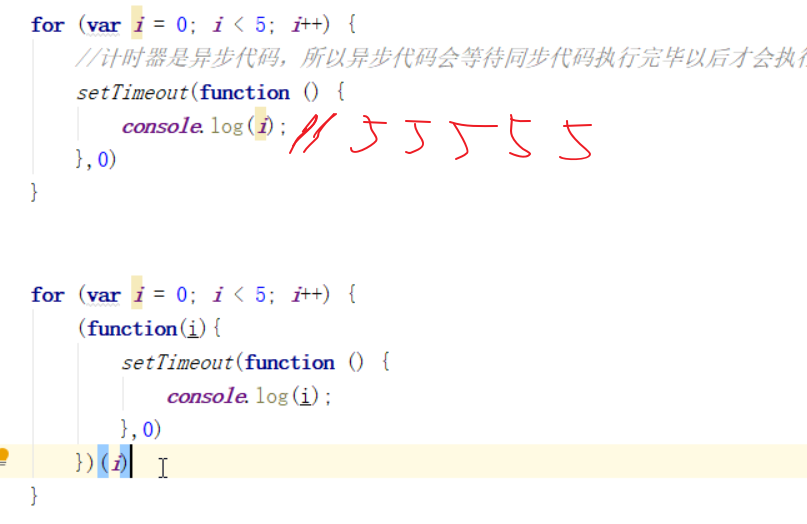 for (var i = 0; i < 5; i++) {
//计时器是异步代码，所以异步代码会等待同步代码执行完毕以后才会执行
setTimeout(function () {
console.log(i); // 5 5 5 5 5
},0)
}
for (var i = 0; i < 5; i++) {
(function(i){
setTimeout(function () {
console.log(i);
},0)
})(i)
}